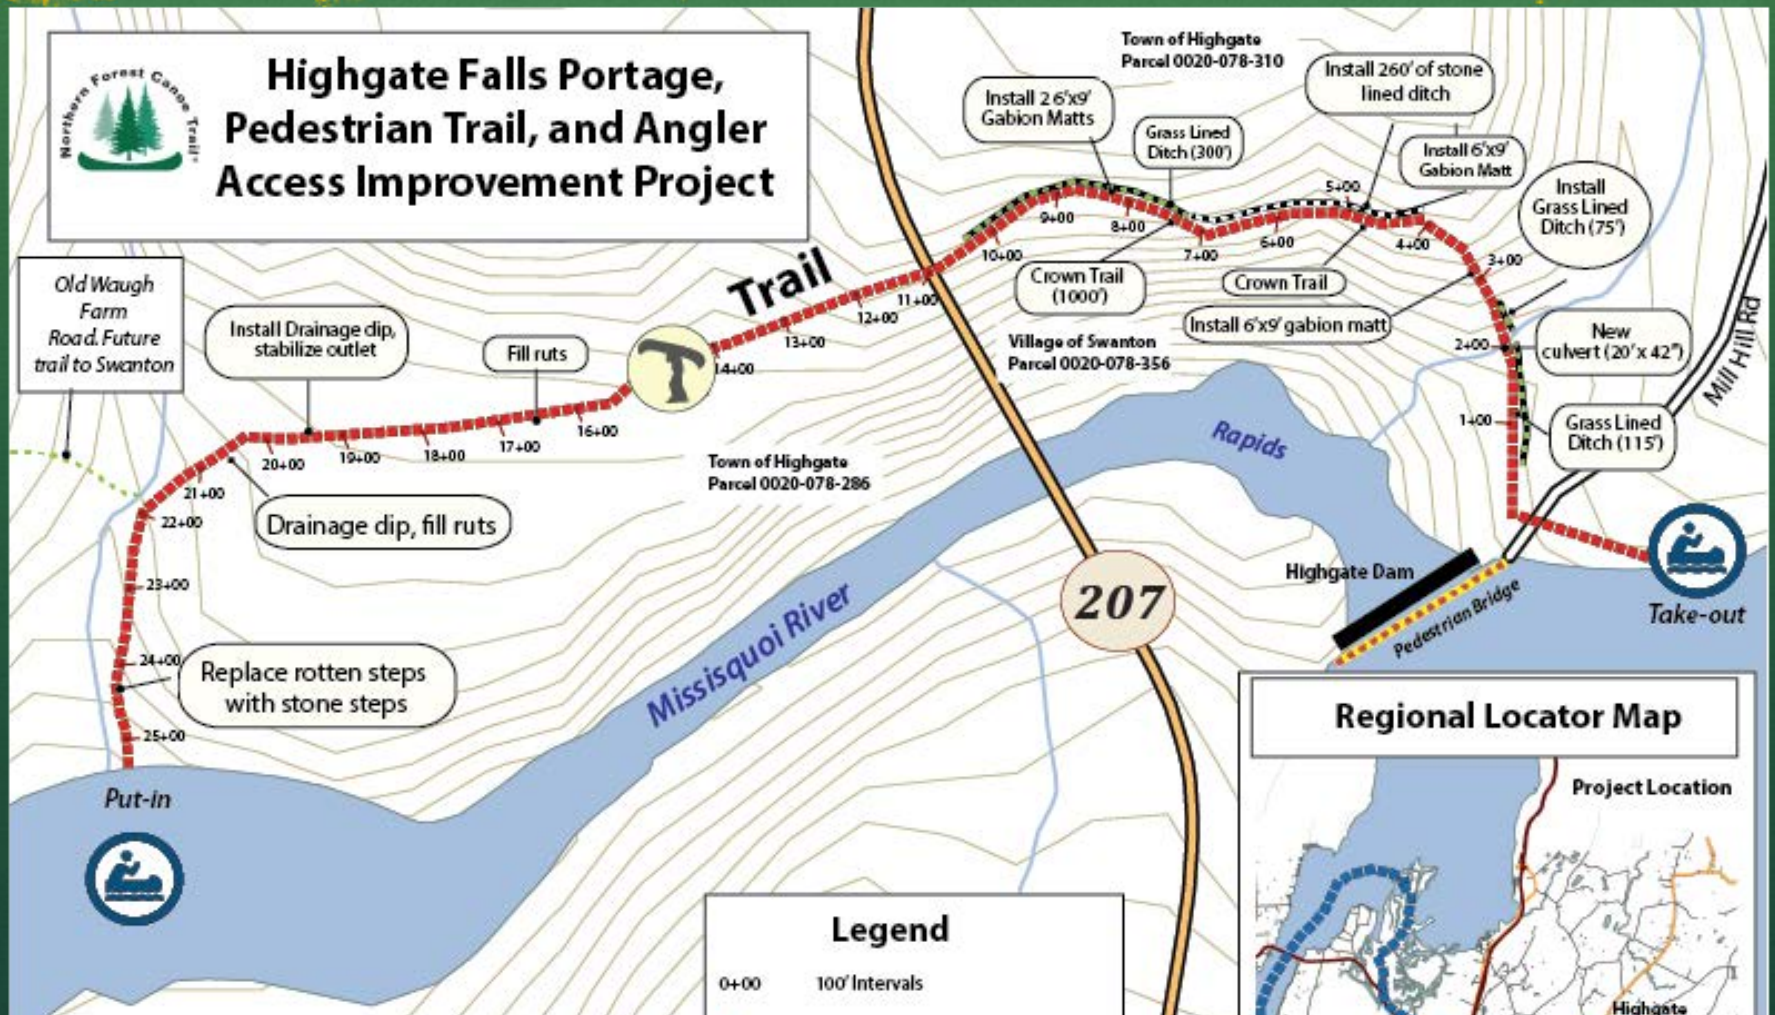 Northern Forest Canoe Trail
Highgate Falls Portage,
Pedestrian Trail, and Angler
Access Improvement Project
Town of Highgate
Parcel 0020-078-310
Install 260' of stone
lined ditch
Install 2 6'x9'
Gabion Matts
Grass Lined
Ditch (300')
Install 6'x9'
Gabion Matt
Install
Grass Lined
Ditch (75')
5+00
9+00
8+00
7+00
6+00
4+00
3+00
10+00
Crown Trail
(1000')
Crown Trail
Install 6'x9' gabion matt
Trail
11+00
12+00
13+00
14+00
Village of Swanton
Parcel 0020-078-356
2+00
New
culvert (20' x 42")
Mill Hill Rd
1+00
Grass Lined
Ditch (115')
Old Waugh
Farm
Road. Future
trail to Swanton
Install Drainage dip,
stabilize outlet
Fill ruts
16+00
17+00
18+00
19+00
20+00
21+00
22+00
Drainage dip, fill ruts
Town of Highgate
Parcel 0020-078-286
Rapids
23+00
24+00
25+00
Replace rotten steps
with stone steps
Missisquoi River
207
Highgate Dam
Pedestrian Bridge
Take-out
Put-in
Regional Locator Map
Project Location
Highgate
Legend
0+00 100' Intervals